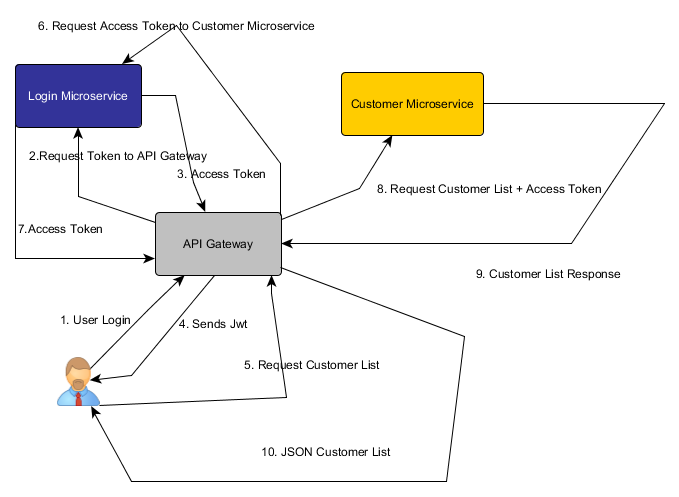 6. Request Access Token to Customer Microservice
Login Microservice
Customer Microservice
2.Request Token to API Gateway
3. Access Token
8. Request Customer List + Access Token
7.Access Token
API Gateway
9. Customer List Response
1. User Login
4. Sends Jwt
5. Request Customer List
10. JSON Customer List